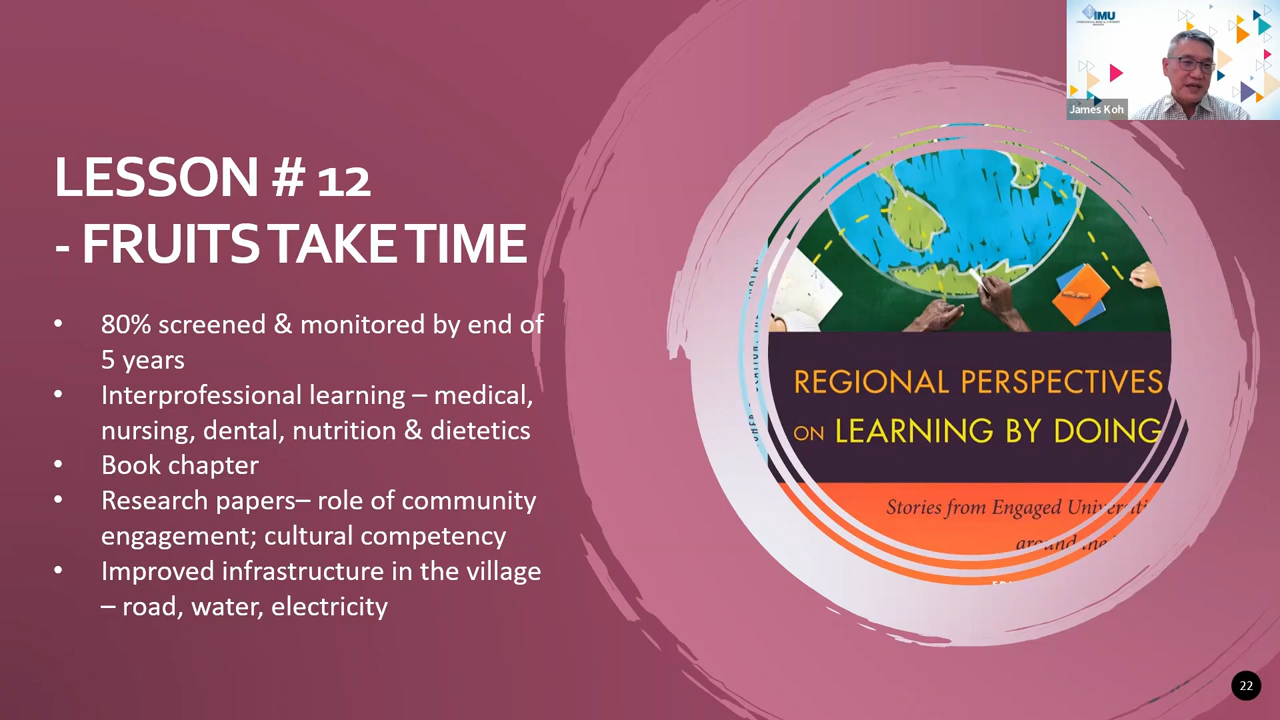 LESSON # 12
- FRUITS TAKE TIME
• 80% screened & monitored by end of
5 years
• Interprofessional learning – medical,
nursing, dental, nutrition & dietetics
• Book chapter
• Research papers– role of community
engagement; cultural competency
• Improved infrastructure in the village
– road, water, electricity
REGIONAL PERSPECTIVES
ON LEARNING BY DOING
Stories from Engaged
around the
IMU
James Koh
22